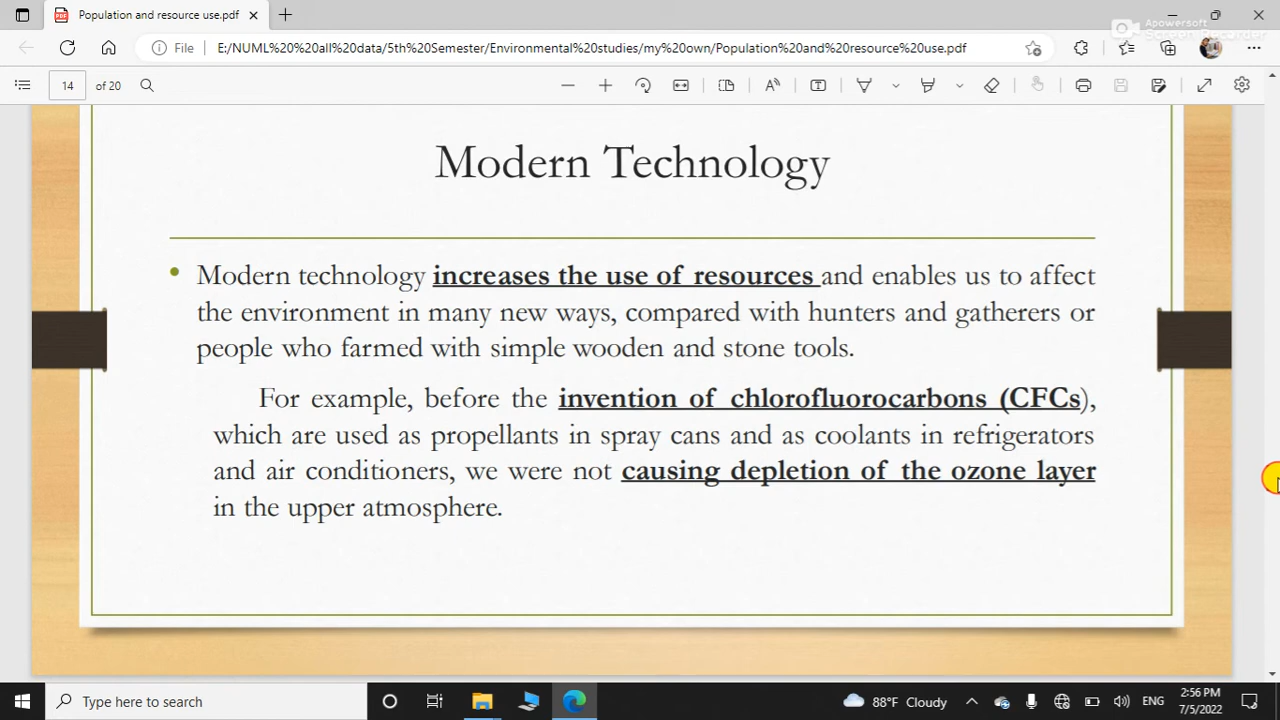 Population and resource use.pdf
Apowersoft
Screen Recorder
File
E:/NUML%20%20all%20data/5th%20Semester/Environmental%20studies/my%20own/Population%20and%20resource%20use.pdf
14 of 20
Modern Technology
• Modern technology increases the use of resources and enables us to affect
the environment in many new ways, compared with hunters and gatherers or
people who farmed with simple wooden and stone tools.
For example, before the invention of chlorofluorocarbons (CFCs),
which are used as propellants in spray cans and as coolants in refrigerators
and air conditioners, we were not causing depletion of the ozone layer
in the upper atmosphere.
Type here to search
88°F Cloudy
ENG
2:56 PM
7/5/2022